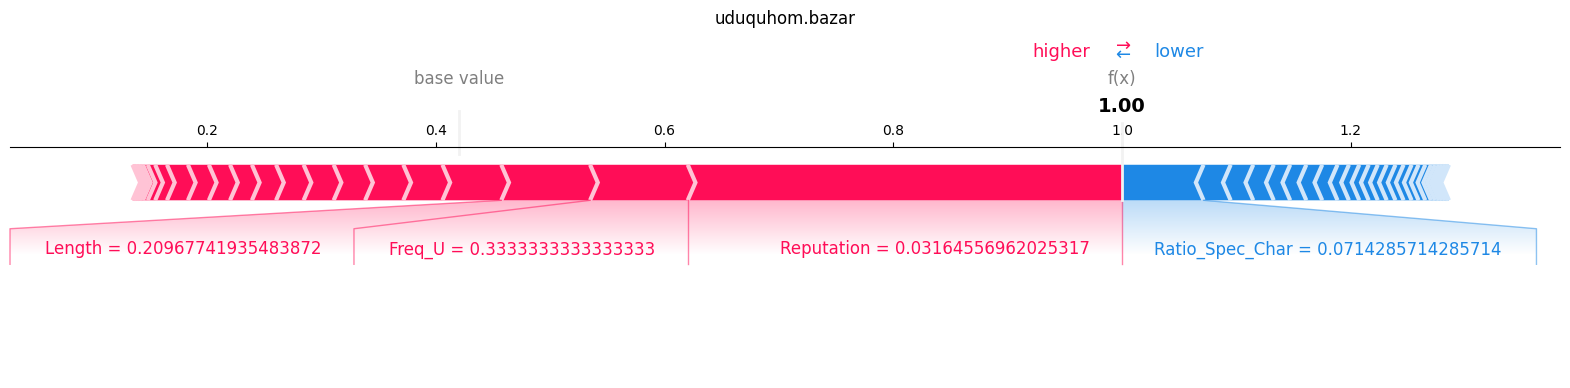 uduquhom.bazar
higher ⇄ lower
base value f(x)
1.00
0.2 0.4 0.6 0.8 1 0 1.2
Length = 0.20967741935483872 Freq_U = 0.3333333333333333 Reputation = 0.03164556962025317 Ratio_Spec_Char = 0.0714285714285714